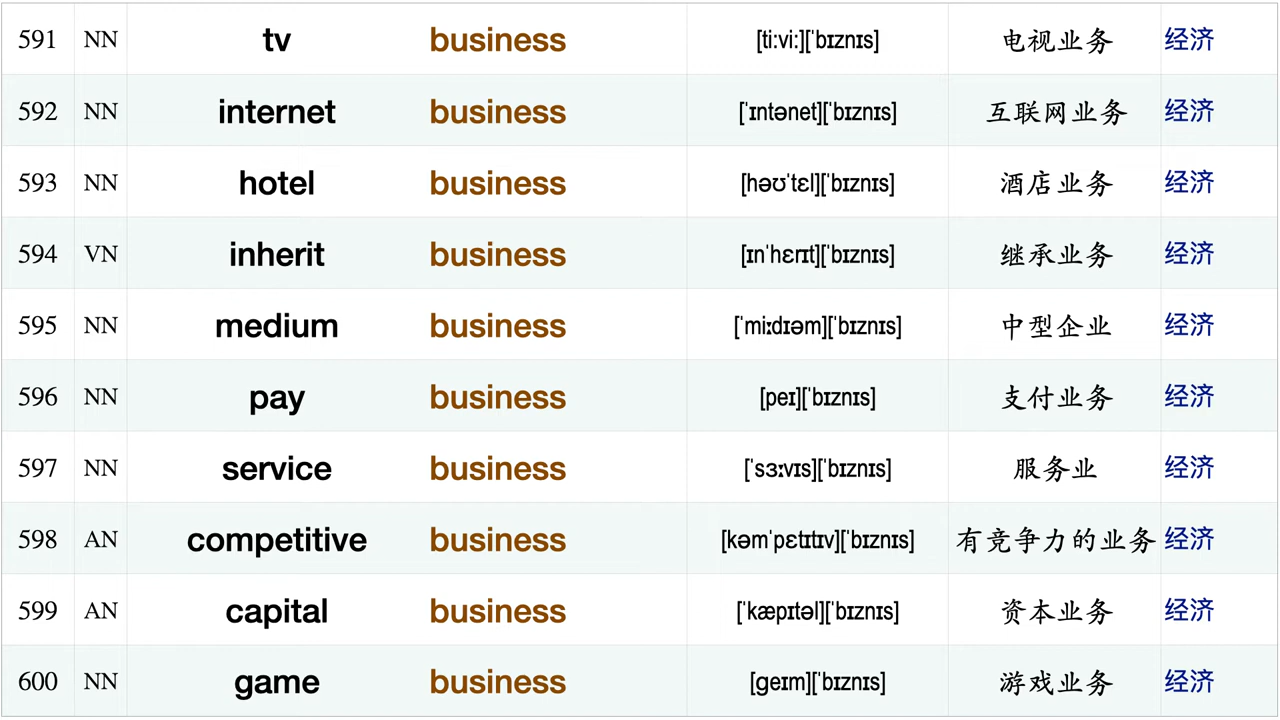 591 NN tv business [ti:vi:][ˈbɪznɪs] 电视业务 经济
592 NN internet business [ˈɪntənet][ˈbɪznɪs] 互联网业务 经济
593 NN hotel business [həʊˈtɛl][ˈbɪznɪs] 酒店业务 经济
594 VN inherit business [ɪnˈhɛrɪt][ˈbɪznɪs] 继承业务 经济
595 NN medium business [ˈmiːdɪəm][ˈbɪznɪs] 中型企业 经济
596 NN pay business [peɪ][ˈbɪznɪs] 支付业务 经济
597 NN service business [ˈsɜːvɪs][ˈbɪznɪs] 服务业 经济
598 AN competitive business [kəmˈpɛtɪtɪv][ˈbɪznɪs] 有竞争力的业务 经济
599 AN capital business [ˈkæpɪtəl][ˈbɪznɪs] 资本业务 经济
600 NN game business [geɪm][ˈbɪznɪs] 游戏业务 经济